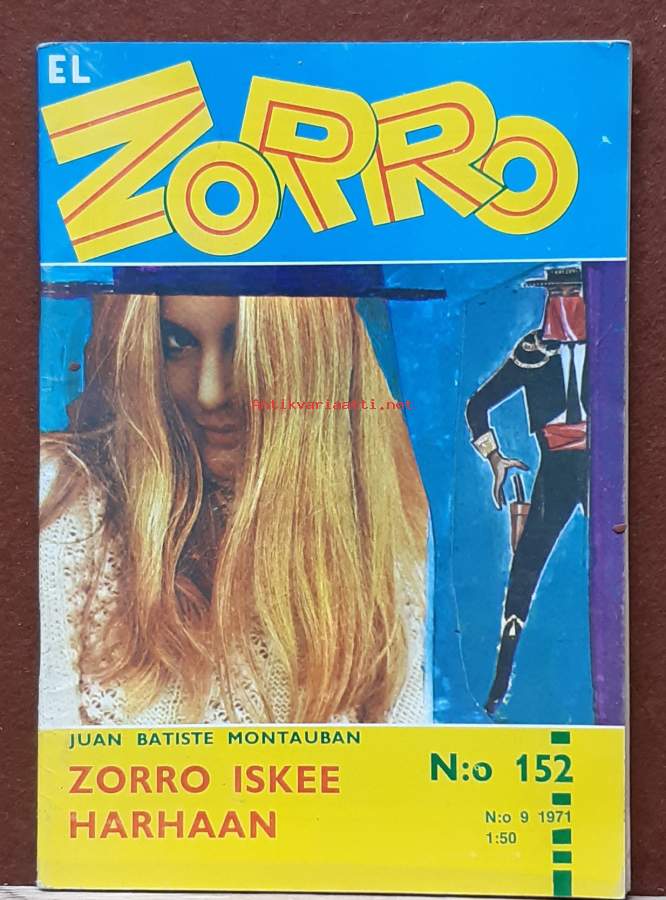 EL
ZORRO
Antikvariaatti.net
JUAN BATISTE MONTAUBAN
ZORRO ISKEE
HARHAAN
N:o 152
N:o 9 1971
1:50